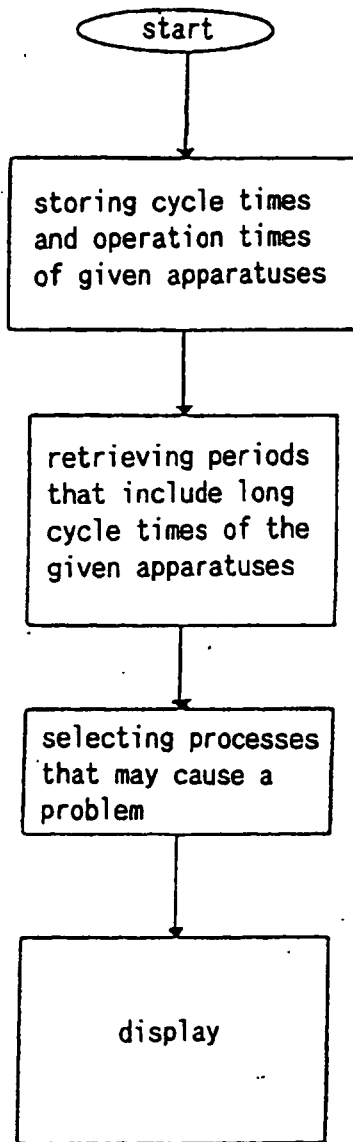 start
storing cycle times
and operation times
of given apparatuses
retrieving periods
that include long
cycle times of the
given apparatuses
selecting processes
that may cause a
problem
display